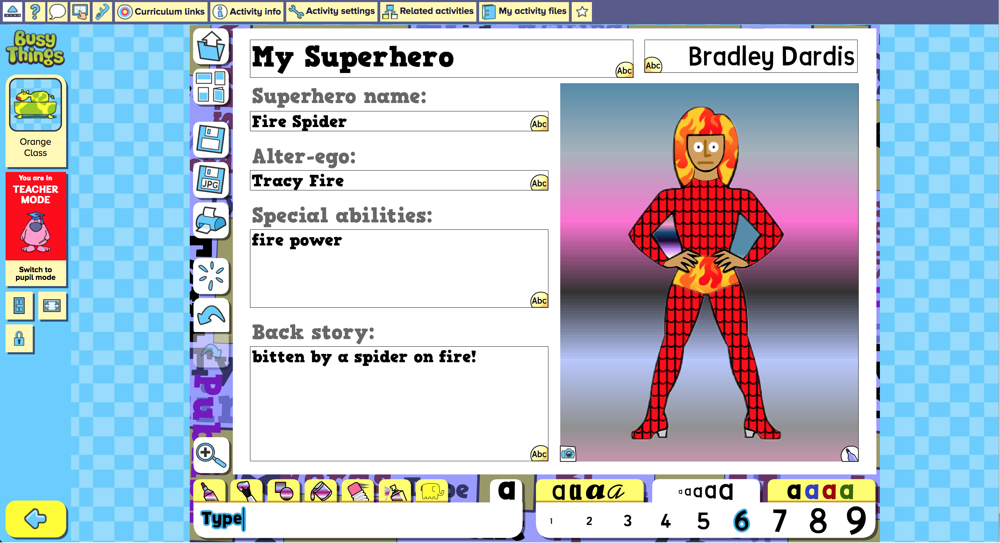 Curriculum links
Activity info
Activity settings
Related activities
My activity files
Busy
Things
Orange
Class
You are in
TEACHER
MODE
Switch to
pupil mode
JPG
My Superhero
Abc
Bradley Dardis
Abc
Superhero name:
Fire Spider
Abc
Alter-ego:
Tracy Fire
Abc
Special abilities:
fire power
Abc
Back story:
bitten by a spider on fire!
Abc
a
a a a a
a a a a a
a a a a
Type
1 2 3 4 5 6 7 8 9